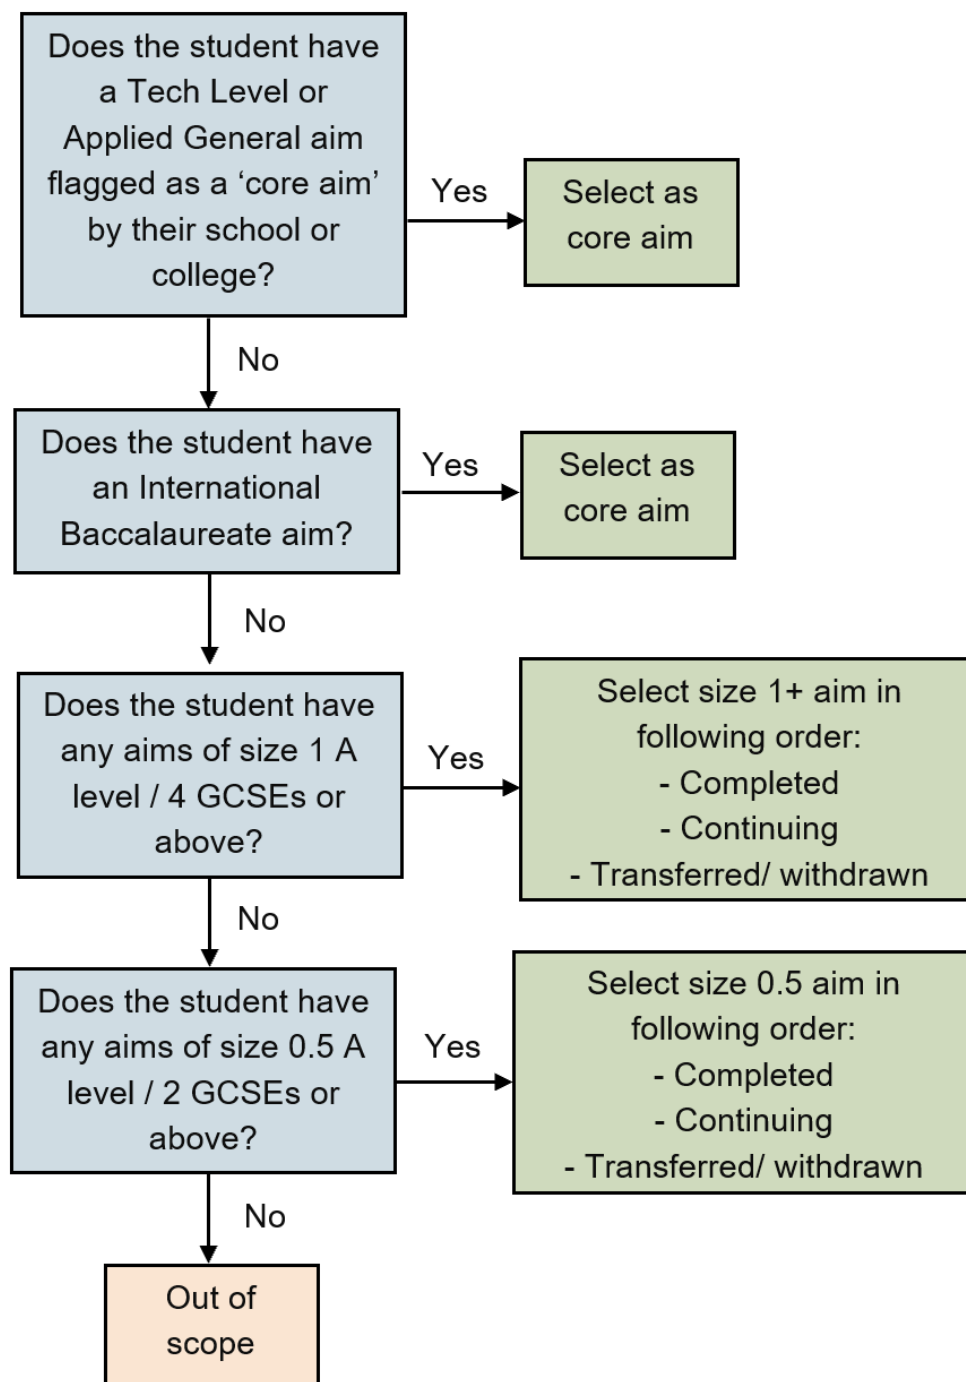 Does the student have
a Tech Level or
Applied General aim
flagged as a ‘core aim’
by their school or
college?
Yes
Select as
core aim
No
Does the student have
an International
Baccalaureate aim?
Yes
Select as
core aim
No
Does the student have
any aims of size 1 A
level / 4 GCSEs or
above?
Yes
Select size 1+ aim in
following order:
- Completed
- Continuing
- Transferred/ withdrawn
No
Does the student have
any aims of size 0.5 A
level / 2 GCSEs or
above?
Yes
Select size 0.5 aim in
following order:
- Completed
- Continuing
- Transferred/ withdrawn
No
Out of
scope